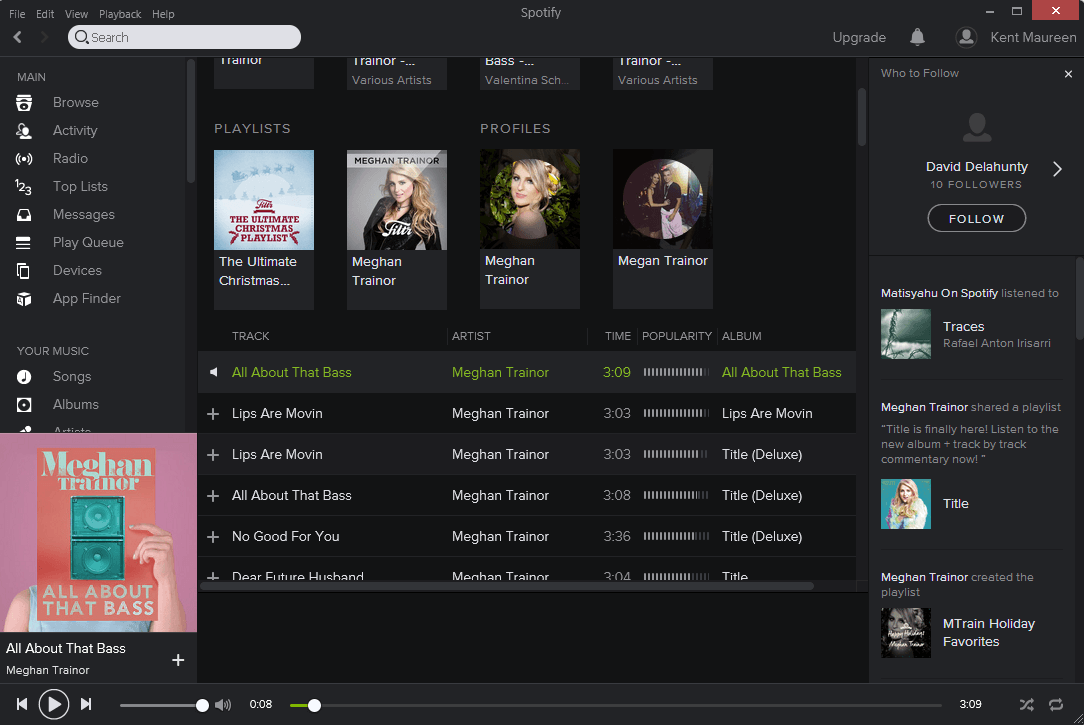 File Edit View Playback Help
Spotify
Search
Upgrade
Kent Maureen
MAIN
Browse
Activity
Radio
Top Lists
Messages
Play Queue
Devices
App Finder
YOUR MUSIC
Songs
Albums
Artists
Meghan
Trainor
ALL ABOUT
THAT BASS
All About That Bass
Meghan Trainor
Trainor
Trainor -...
Various Artists
Bass -...
Valentina Sch...
Trainor -...
Various Artists
PLAYLISTS
PROFILES
Filtr
THE ULTIMATE
CHRISTMAS
PLAYLIST
The Ultimate
Christmas...
MEGHAN TRAINOR
Filtr
Meghan
Trainor
Meghan
Trainor
Megan Trainor
TRACK ARTIST TIME POPULARITY ALBUM
All About That Bass Meghan Trainor 3:09 All About That Bass
Lips Are Movin Meghan Trainor 3:03 Lips Are Movin
Lips Are Movin Meghan Trainor 3:03 Title (Deluxe)
All About That Bass Meghan Trainor 3:08 Title (Deluxe)
No Good For You Meghan Trainor 3:36 Title (Deluxe)
Dear Future Husband Meghan Trainor 3:04 Title
Who to Follow
David Delahunty
10 FOLLOWERS
FOLLOW
Matisyahu On Spotify listened to
Traces
Rafael Anton Irisarri
Meghan Trainor shared a playlist
“Title is finally here! Listen to the
new album + track by track
commentary now! ”
Title
Meghan Trainor created the
playlist
Happy Holidays
Meghan Trainor
MTrain Holiday
Favorites
0:08
3:09